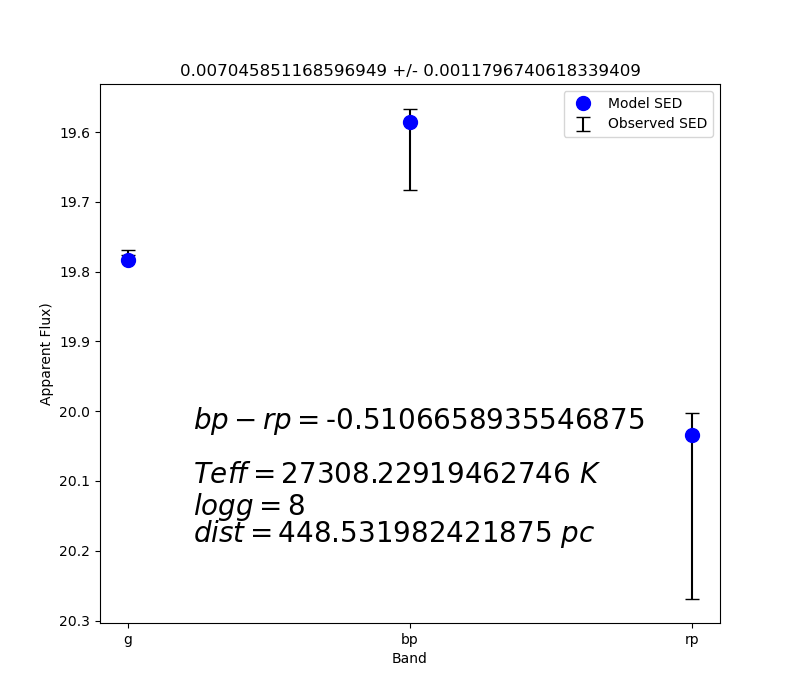 0.007045851168596949 +/- 0.0011796740618339409
Model SED
Observed SED
19.6
19.7
19.8
19.9
20.0
20.1
20.2
20.3
Apparent Flux)
bp − rp = -0.5106658935546875
Teff = 27308.22919462746 K
logg = 8
dist = 448.531982421875 pc
g
bp
rp
Band